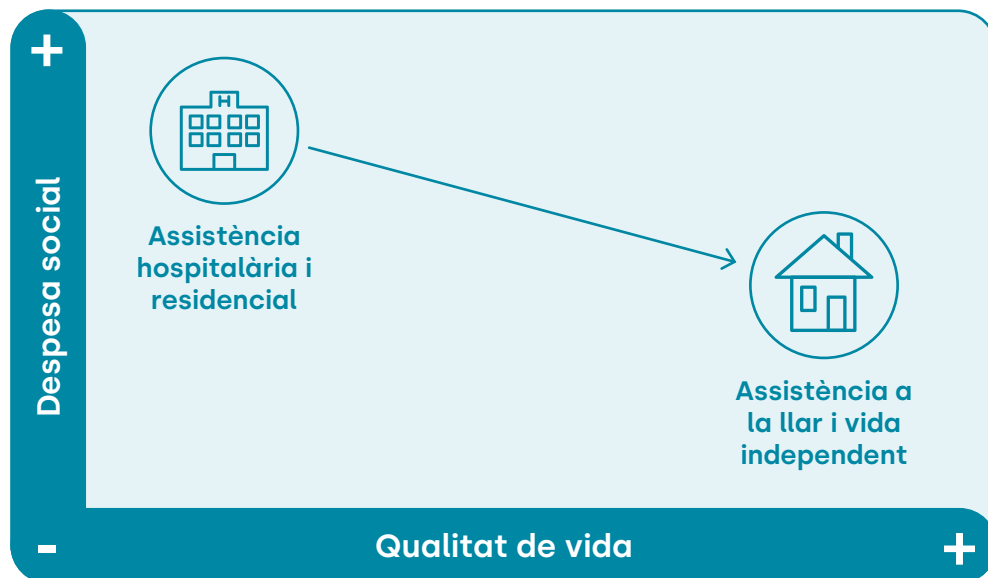 +
Despesa social
H
Assistència
hospitalària i
residencial
Assistència a
la llar i vida
independent
-
Qualitat de vida
+